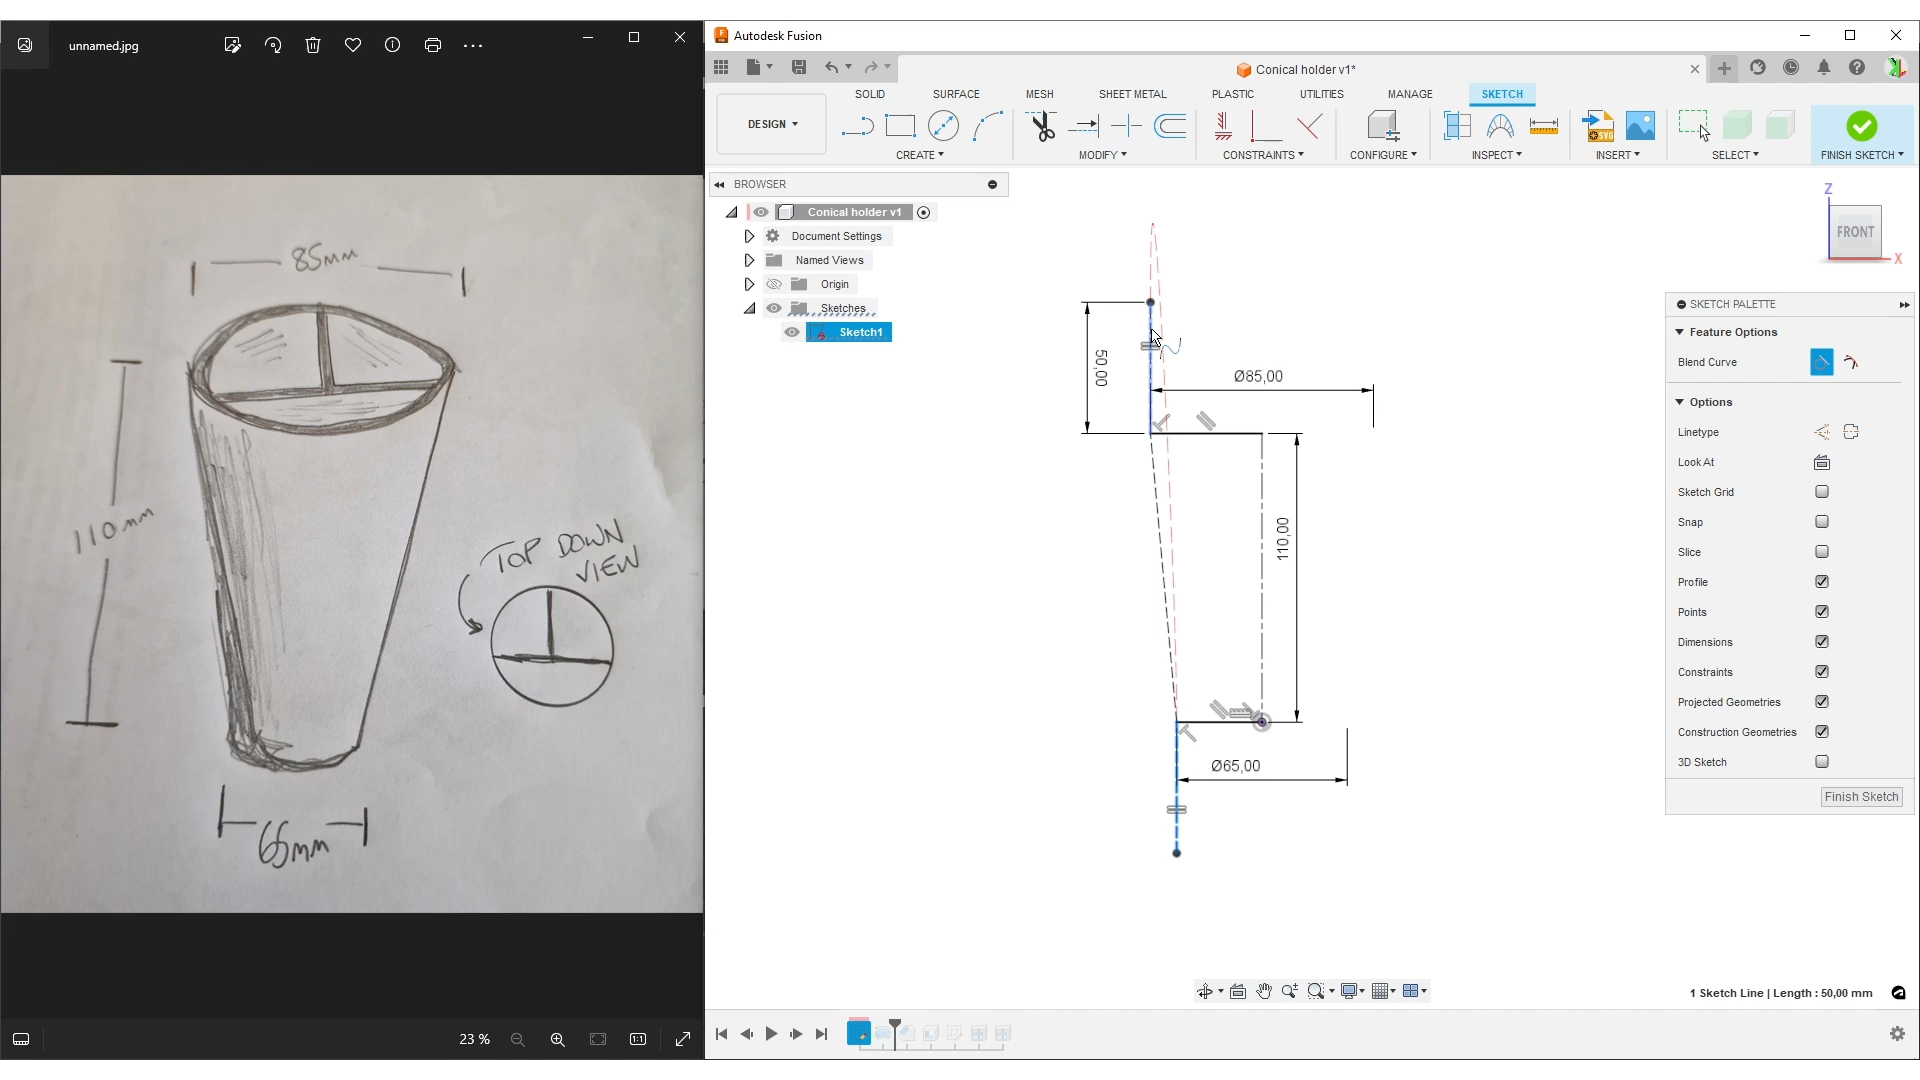 unnamed.jpg
85mm
110mm
TOP DOWN
VIEW
65mm
23 %
1:1
Autodesk Fusion
Conical holder v1*
DESIGN
SOLID
SURFACE
MESH
SHEET METAL
PLASTIC
UTILITIES
MANAGE
SKETCH
CREATE
MODIFY
CONSTRAINTS
CONFIGURE
INSPECT
INSERT
SELECT
FINISH SKETCH
SVG
BROWSER
Conical holder v1
Document Settings
Named Views
Origin
Sketches
Sketch1
Z
FRONT
X
50,00
Ø85,00
110,00
Ø65,00
SKETCH PALETTE
Feature Options
Blend Curve
Options
Linetype
Look At
Sketch Grid
Snap
Slice
Profile
Points
Dimensions
Constraints
Projected Geometries
Construction Geometries
3D Sketch
Finish Sketch
1 Sketch Line | Length : 50,00 mm